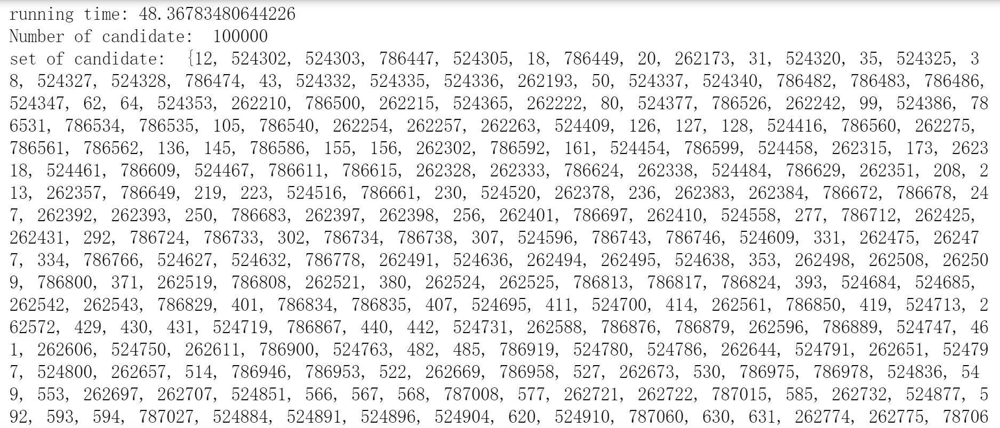 running time: 48.36783480644226
Number of candidate:  100000
set of candidate:  {12, 524302, 524303, 786447, 524305, 18, 786449, 20, 262173, 31, 524320, 35, 524325, 3
8, 524327, 524328, 786474, 43, 524332, 524335, 524336, 262193, 50, 524337, 524340, 786482, 786483, 786486,
524347, 62, 64, 524353, 262210, 786500, 262215, 524365, 262222, 80, 524377, 786526, 262242, 99, 524386, 78
6531, 786534, 786535, 105, 786540, 262254, 262257, 262263, 524409, 126, 127, 128, 524416, 786560, 262275,
786561, 786562, 136, 145, 786586, 155, 156, 262302, 786592, 161, 524454, 786599, 524458, 262315, 173, 2623
18, 524461, 786609, 524467, 786611, 786615, 262328, 262333, 786624, 262338, 524484, 786629, 262351, 208, 2
13, 262357, 786649, 219, 223, 524516, 786661, 230, 524520, 262378, 236, 262383, 262384, 786672, 786678, 24
7, 262392, 262393, 250, 786683, 262397, 262398, 256, 262401, 786697, 262410, 524558, 277, 786712, 262425,
262431, 292, 786724, 786733, 302, 786734, 786738, 307, 524596, 786743, 786746, 524609, 331, 262475, 26247
7, 334, 786766, 524627, 524632, 786778, 262491, 524636, 262494, 262495, 524638, 353, 262498, 262508, 26250
9, 786800, 371, 262519, 786808, 262521, 380, 262524, 262525, 786813, 786817, 786824, 393, 524684, 524685,
262542, 262543, 786829, 401, 786834, 786835, 407, 524695, 411, 524700, 414, 262561, 786850, 419, 524713, 2
62572, 429, 430, 431, 524719, 786867, 440, 442, 524731, 262588, 786876, 786879, 262596, 786889, 524747, 46
1, 262606, 524750, 262611, 786900, 524763, 482, 485, 786919, 524780, 524786, 262644, 524791, 262651, 52479
7, 524800, 262657, 514, 786946, 786953, 522, 262669, 786958, 527, 262673, 530, 786975, 786978, 524836, 54
9, 553, 262697, 262707, 524851, 566, 567, 568, 787008, 577, 262721, 262722, 787015, 585, 262732, 524877, 5
92, 593, 594, 787027, 524884, 524891, 524896, 524904, 620, 524910, 787060, 630, 631, 262774, 262775, 78706